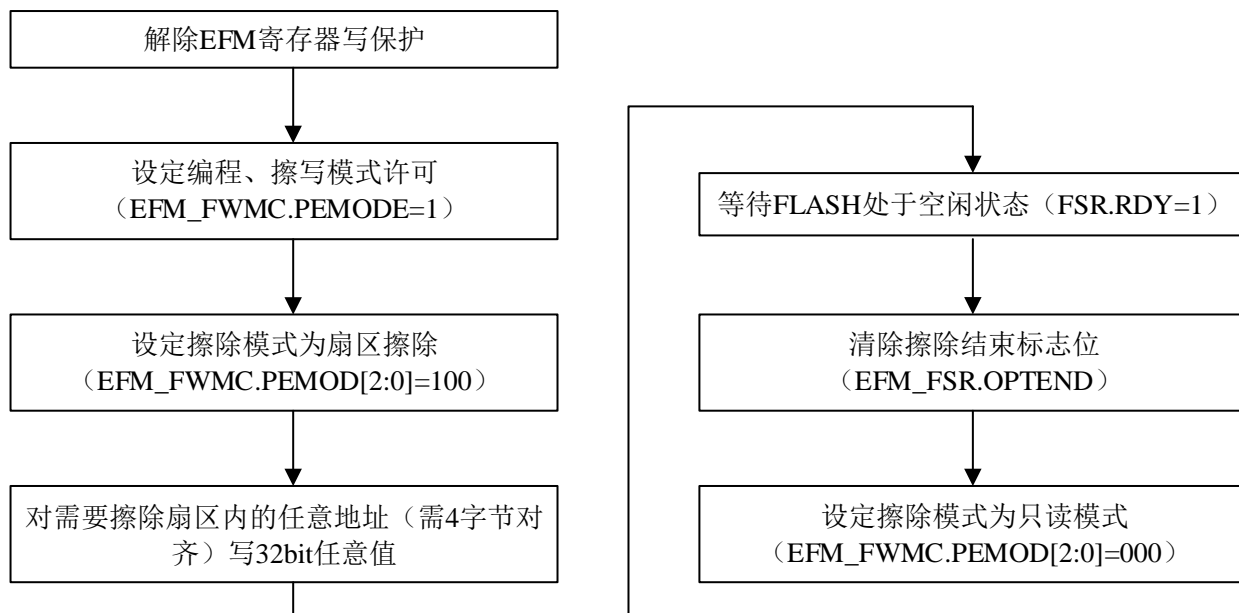 解除EFM寄存器写保护
设定编程、擦写模式许可
（EFM_FWMC.PEMODE=1）
设定擦除模式为扇区擦除
（EFM_FWMC.PEMOD[2:0]=100）
对需要擦除扇区内的任意地址（需4字节对
齐）写32bit任意值
等待FLASH处于空闲状态（FSR.RDY=1）
清除擦除结束标志位
（EFM_FSR.OPTEND）
设定擦除模式为只读模式
（EFM_FWMC.PEMOD[2:0]=000）